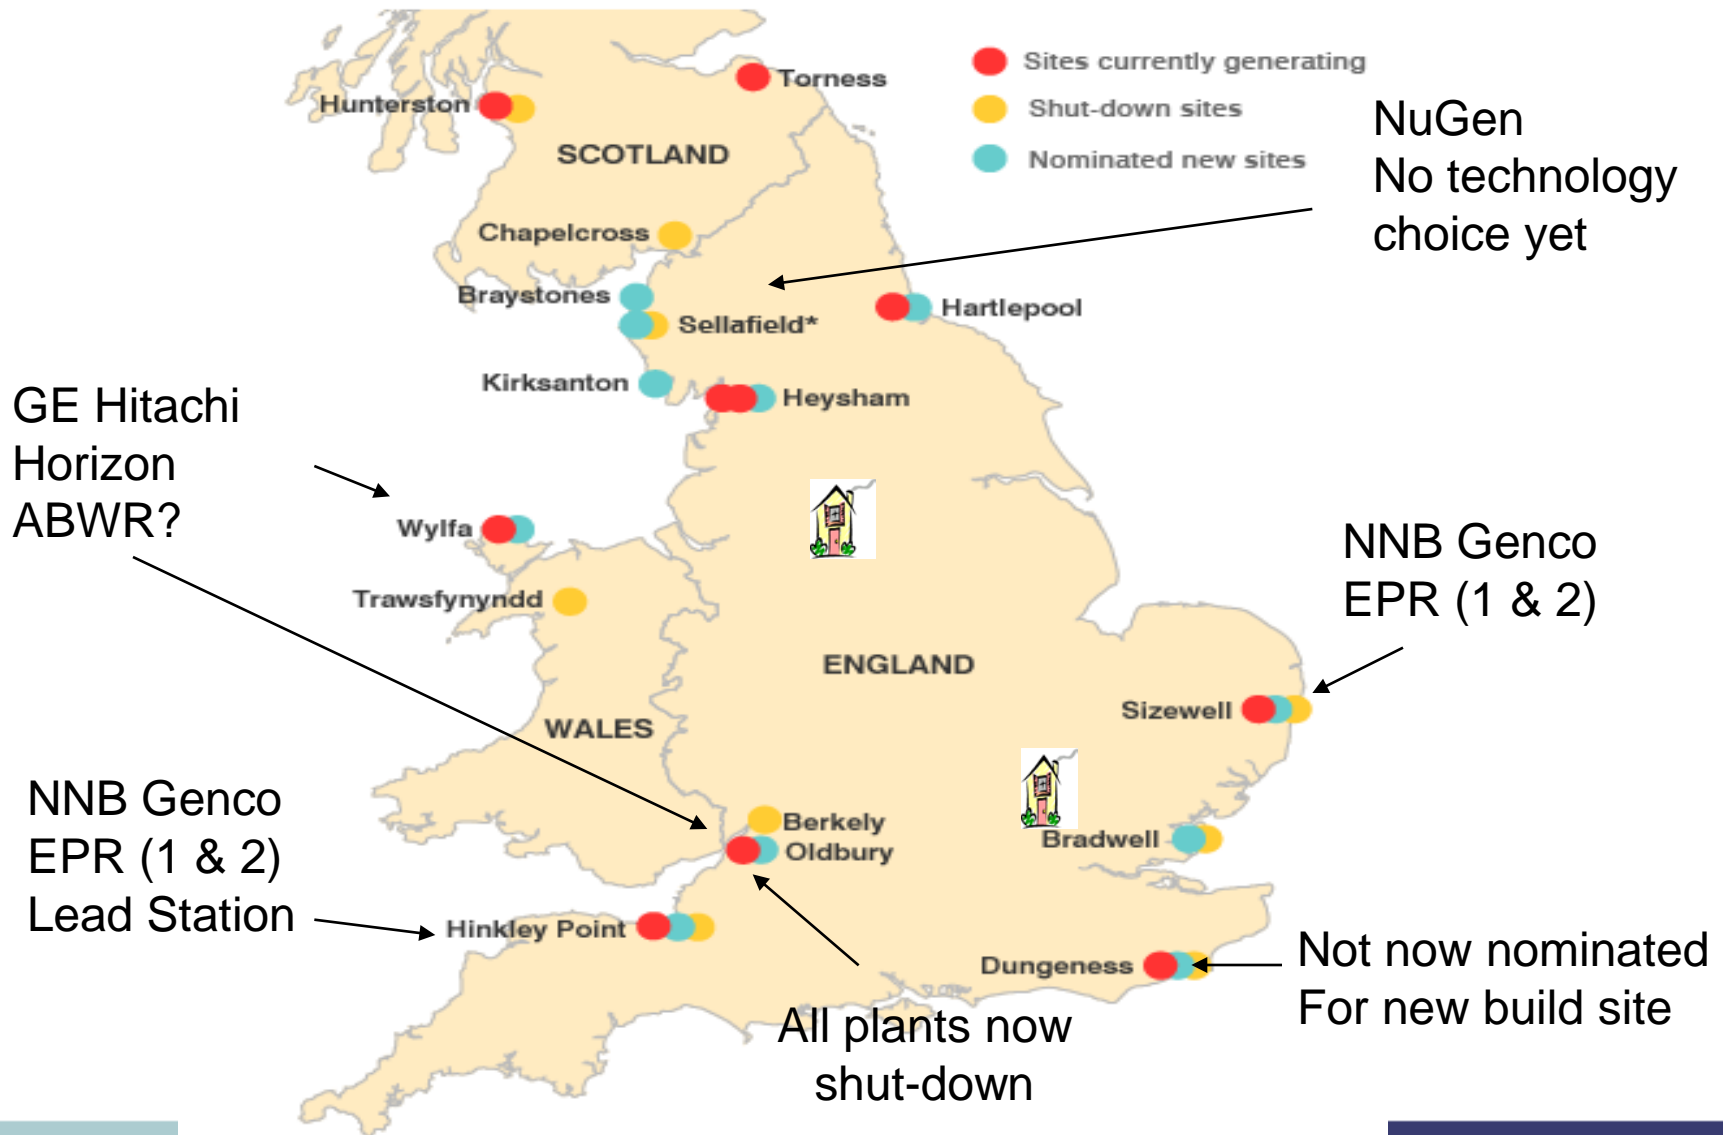 Sites currently generating
Shut-down sites
Nominated new sites
Torness
Hunterston
SCOTLAND
NuGen
No technology
choice yet
Chapelcross
Braystones
Sellafield*
Hartlepool
Kirksanton
Heysham
GE Hitachi
Horizon
ABWR?
Wylfa
Trawsfynyndd
NNB Genco
EPR (1 & 2)
ENGLAND
WALES
Sizewell
NNB Genco
EPR (1 & 2)
Lead Station
Berkely
Oldbury
Bradwell
Hinkley Point
Dungeness
Not now nominated
For new build site
All plants now
shut-down